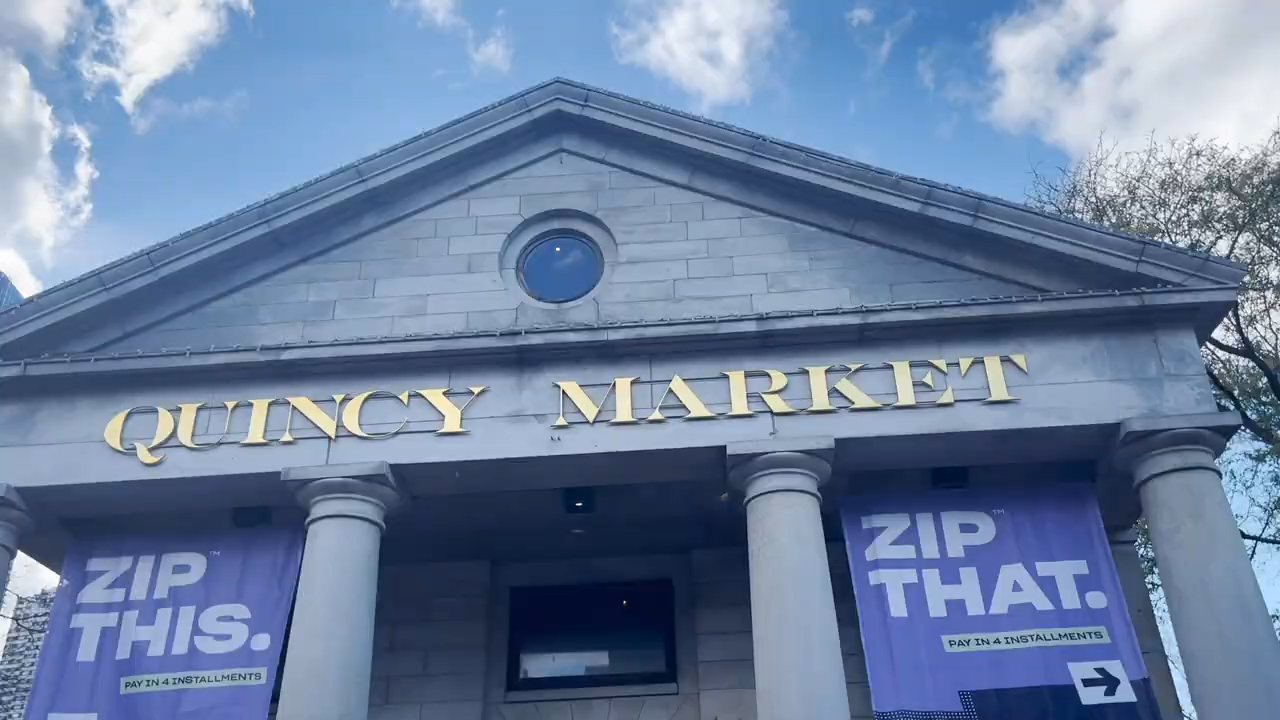 QUINCY MARKET
ZIP™
THIS.
PAY IN 4 INSTALLMENTS
ZIP™
THAT.
PAY IN 4 INSTALLMENTS